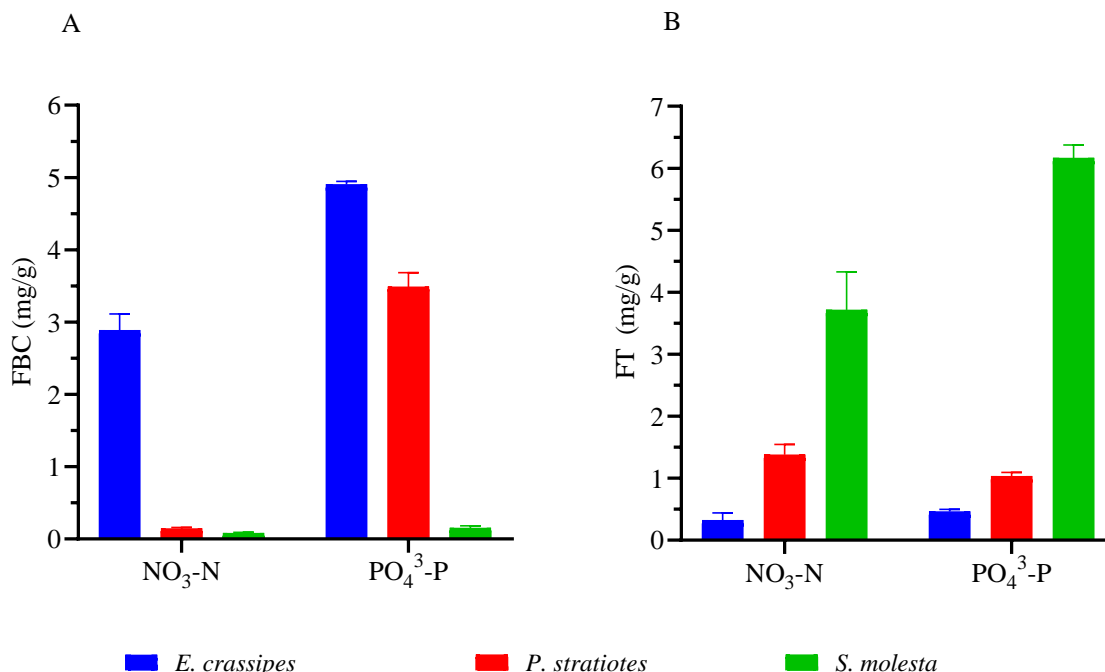 A
B
FBC (mg/g)
6
5
4
3
2
1
0
NO₃-N
PO₄³-P
FT (mg/g)
7
6
5
4
3
2
1
0
NO₃-N
PO₄³-P
E. crassipes
P. stratiotes
S. molesta